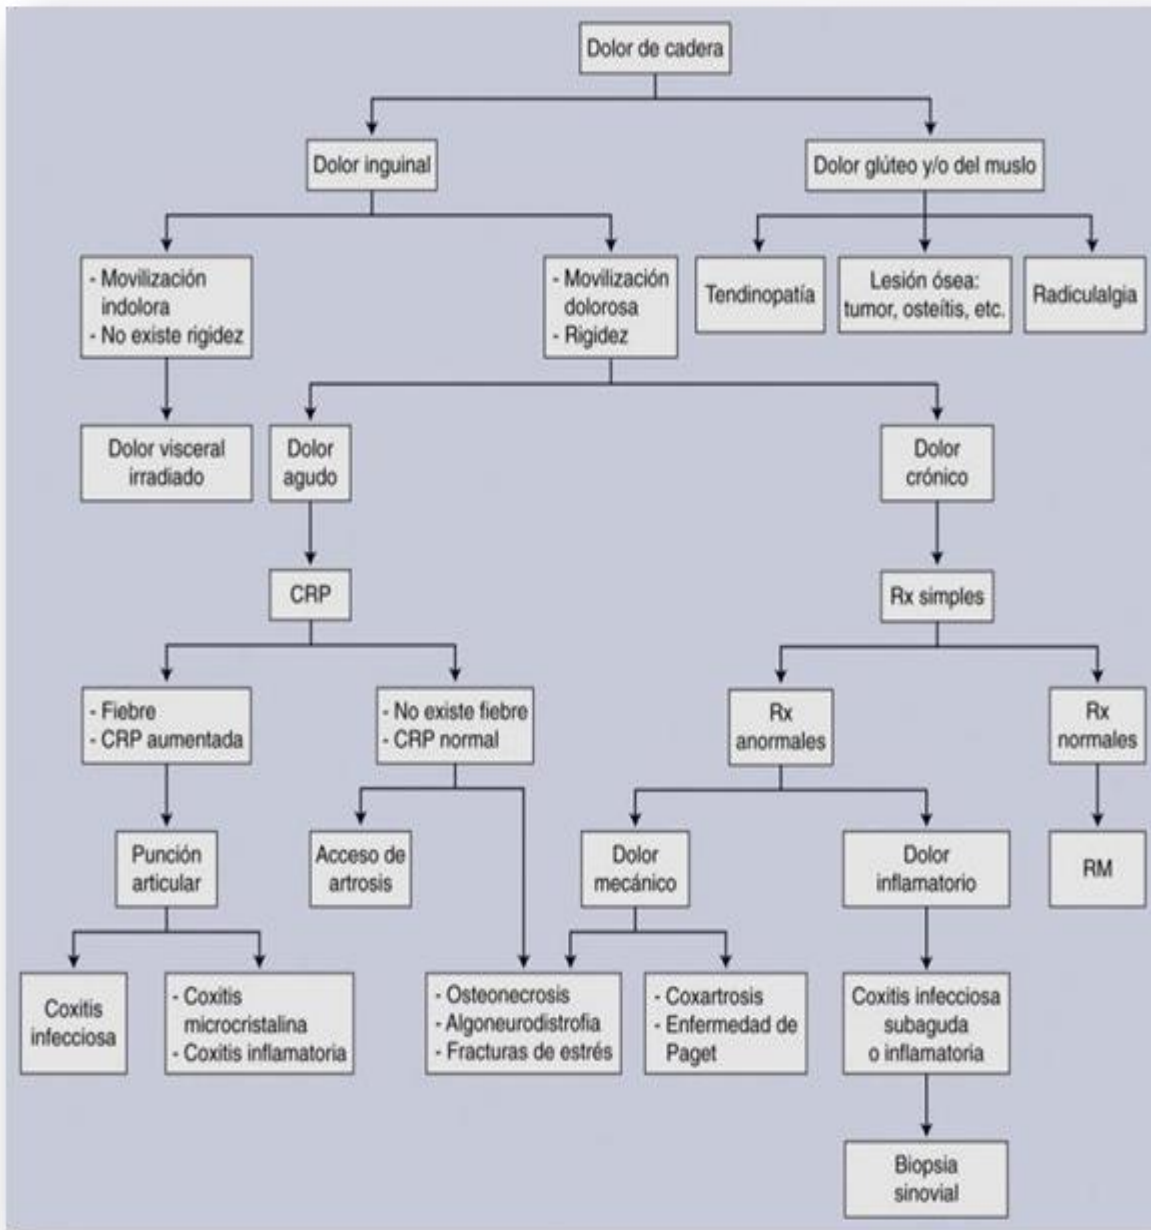 Dolor de cadera
Dolor inguinal
Dolor glúteo y/o del muslo
- Movilización
indolora
- No existe rigidez
- Movilización
dolorosa
- Rigidez
Tendinopatía
Lesión ósea:
tumor, osteítis, etc.
Radiculalgia
Dolor visceral
irradiado
Dolor
agudo
Dolor
crónico
CRP
Rx simples
- Fiebre
- CRP aumentada
- No existe fiebre
- CRP normal
Rx
anormales
Rx
normales
Punción
articular
Acceso de
artrosis
Dolor
mecánico
Dolor
inflamatorio
RM
Coxitis
infecciosa
- Coxitis
microcristalina
- Coxitis inflamatoria
- Osteonecrosis
- Algoneurodistrofia
- Fracturas de estrés
- Coxartrosis
- Enfermedad de
Paget
Coxitis infecciosa
subaguda
o inflamatoria
Biopsia
sinovial